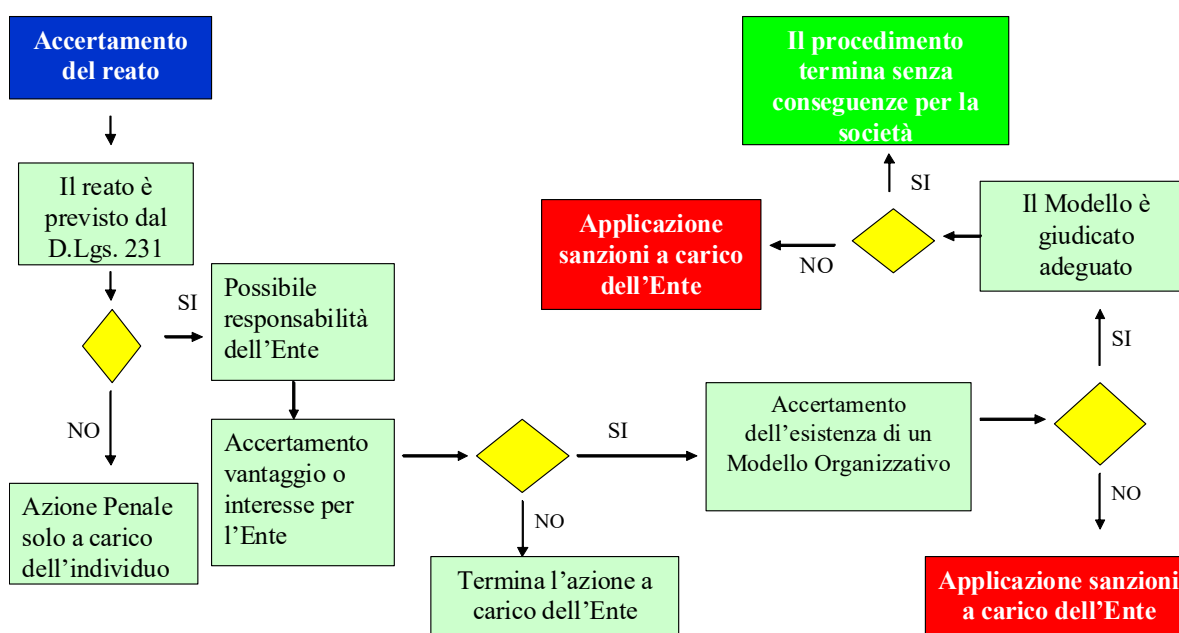 Accertamento
del reato
Il reato è
previsto dal
D.Lgs. 231
SI
NO
Azione Penale
solo a carico
dell'individuo
Possibile
responsabilità
dell'Ente
Accertamento
vantaggio o
interesse per
l'Ente
SI
NO
Termina l'azione a
carico dell'Ente
Accertamento
dell'esistenza di un
Modello Organizzativo
SI
NO
Applicazione sanzioni
a carico dell'Ente
Il Modello è
giudicato
adeguato
SI
NO
Il procedimento
termina senza
conseguenze per la
società
Applicazione
sanzioni a carico
dell'Ente